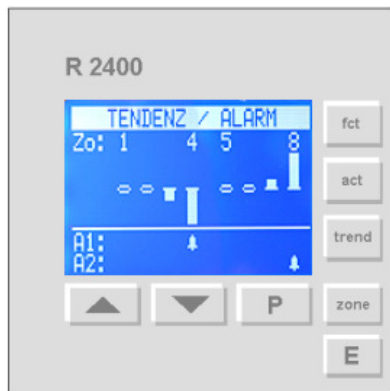 R 2400
TENDENZ / ALARM
Zo: 1 4 5 8
A1:
A2:
fct
act
trend
P
zone
E